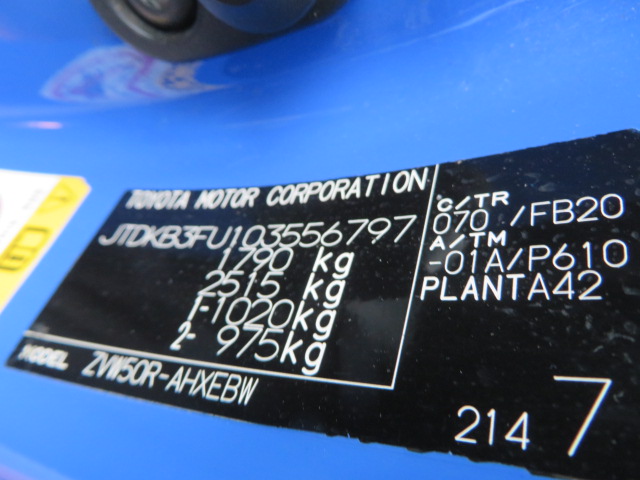 TOYOTA MOTOR CORPORATION
JTDKB3FU103556797
1790 kg
2515 kg
1-1020kg
2- 975kg
MODEL ZVW50R-AHXEBW
C/TR
070 /FB20
A/TM
-01A/P610
PLANTA42
214 7